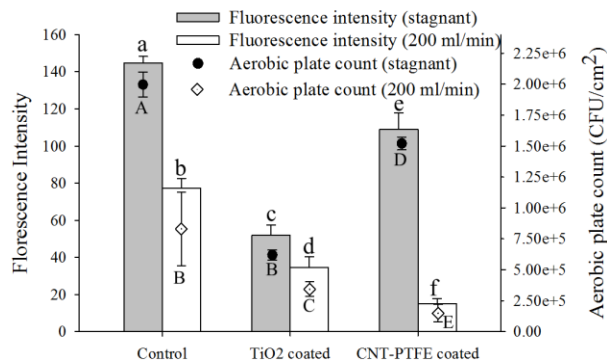 Fluorescence intensity (stagnant)
Fluorescence intensity (200 ml/min)
Aerobic plate count (stagnant)
Aerobic plate count (200 ml/min)
Florescence Intensity
160
140
120
100
80
60
40
20
0
a
A
b
B
c
B
d
C
e
D
f
E
Control
TiO2 coated
CNT-PTFE coated
2.25e+6
2.00e+6
1.75e+6
1.50e+6
1.25e+6
1.00e+6
7.50e+5
5.00e+5
2.50e+5
0.00
Aerobic plate count (CFU/cm²)